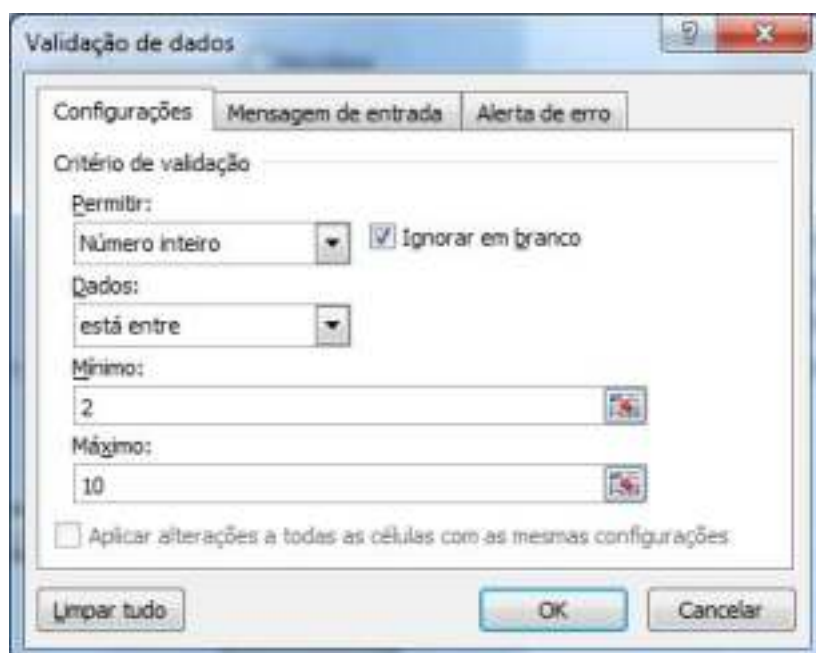 Validação de dados
Configurações
Mensagem de entrada
Alerta de erro
Critério de validação
Permitir:
Número inteiro
Ignorar em branco
Dados:
está entre
Mínimo:
2
Máximo:
10
Aplicar alterações a todas as células com as mesmas configurações
Limpar tudo
OK
Cancelar